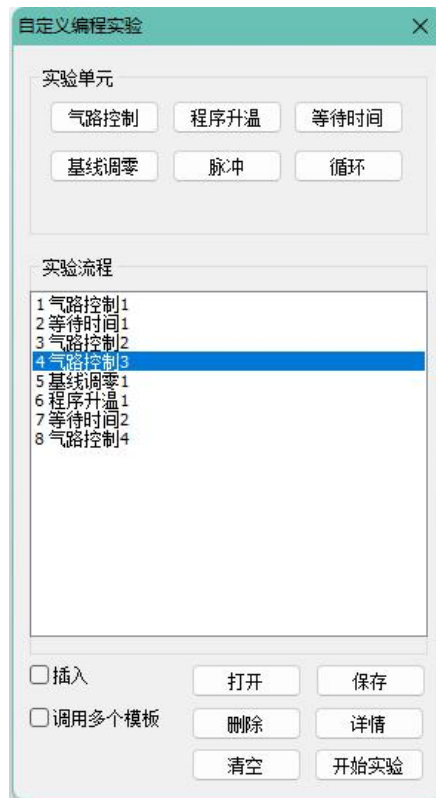 自定义编程实验
实验单元
气路控制 程序升温 等待时间
基线调零 脉冲 循环
实验流程
1 气路控制1
2 等待时间1
3 气路控制2
4 气路控制3
5 基线调零1
6 程序升温1
7 等待时间2
8 气路控制4
插入 打开 保存
调用多个模板 删除 详情
清空 开始实验